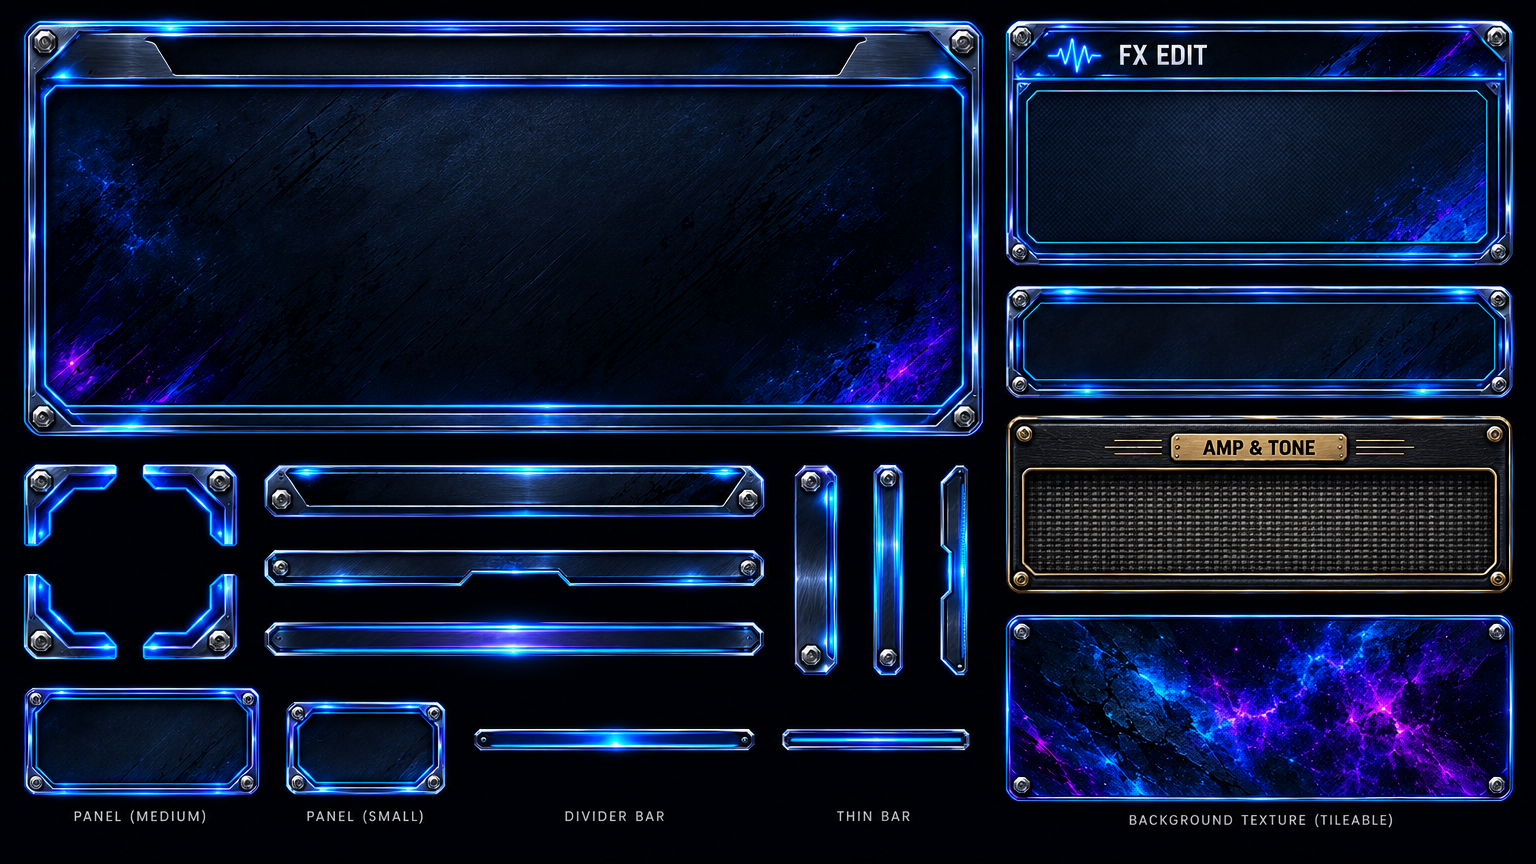 FX EDIT
AMP & TONE
PANEL (MEDIUM)
PANEL (SMALL)
DIVIDER BAR
THIN BAR
BACKGROUND TEXTURE (TILEABLE)